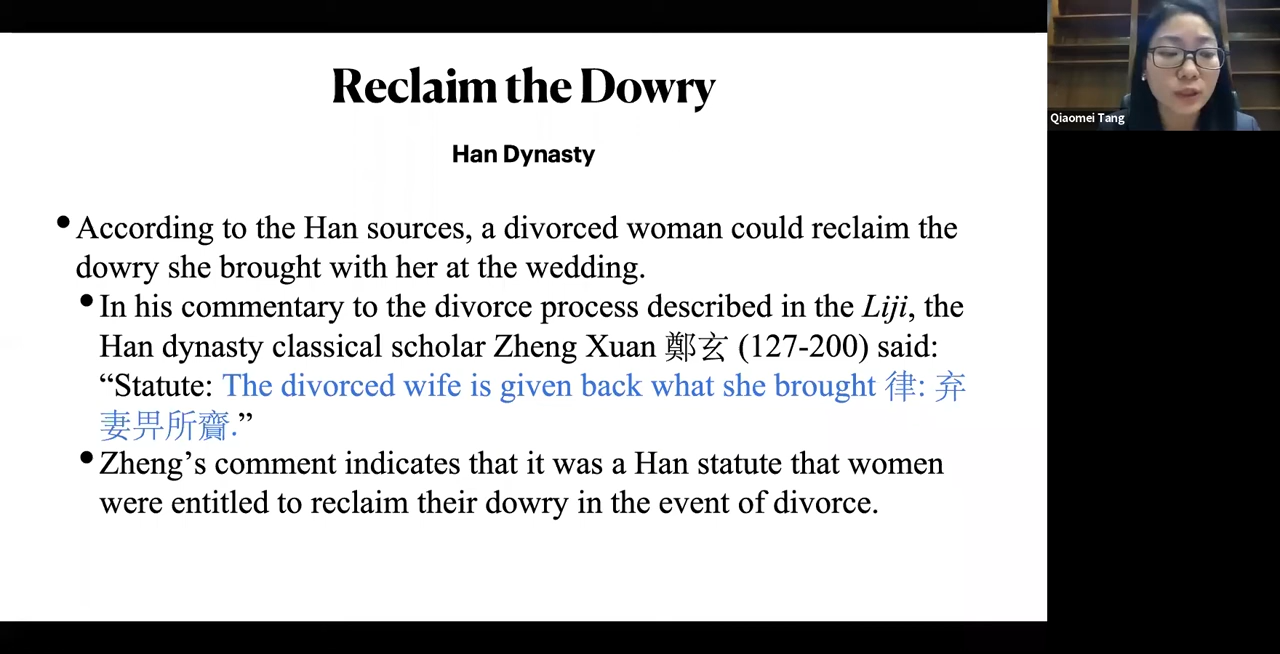 Reclaim the Dowry
Han Dynasty
•According to the Han sources, a divorced woman could reclaim the
dowry she brought with her at the wedding.
•In his commentary to the divorce process described in the Liji, the
Han dynasty classical scholar Zheng Xuan 鄭玄 (127-200) said:
“Statute: The divorced wife is given back what she brought 律: 弃
妻畀所齎.”
•Zheng’s comment indicates that it was a Han statute that women
were entitled to reclaim their dowry in the event of divorce.
Qiaomei Tang